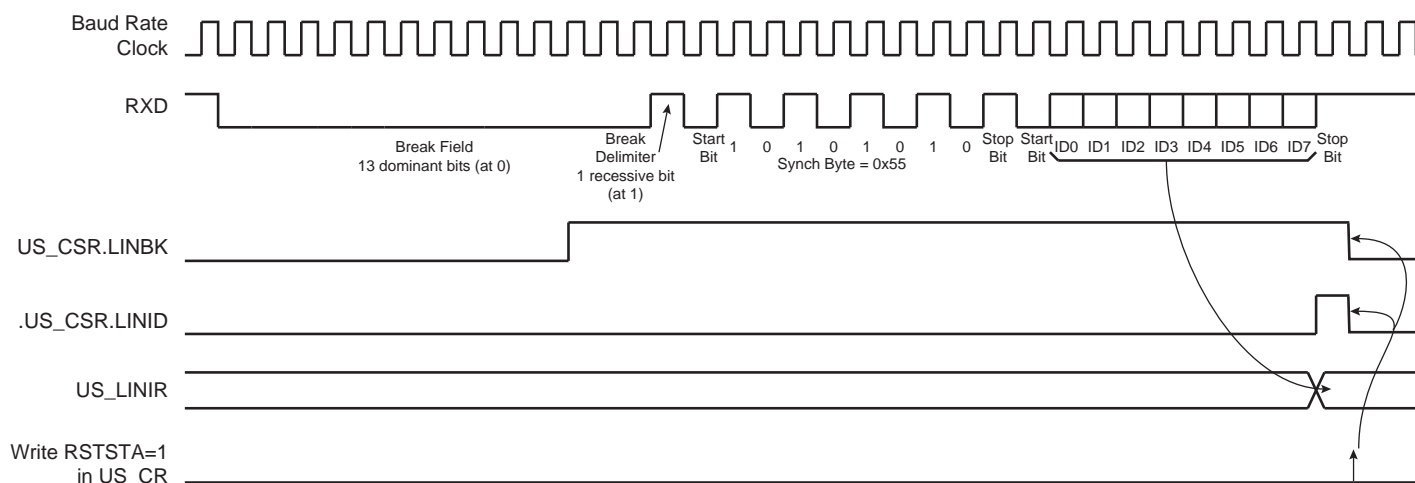 Baud Rate
Clock
RXD
Break Field
13 dominant bits (at 0)
Break
Delimiter
1 recessive bit
(at 1)
Start
Bit
1 0 1 0 1 0 1 0
Synch Byte = 0x55
Stop
Bit
Start
Bit
ID0 ID1 ID2 ID3 ID4 ID5 ID6 ID7
Stop
Bit
US_CSR.LINBK
.US_CSR.LINID
US_LINIR
Write RSTSTA=1
in US_CR